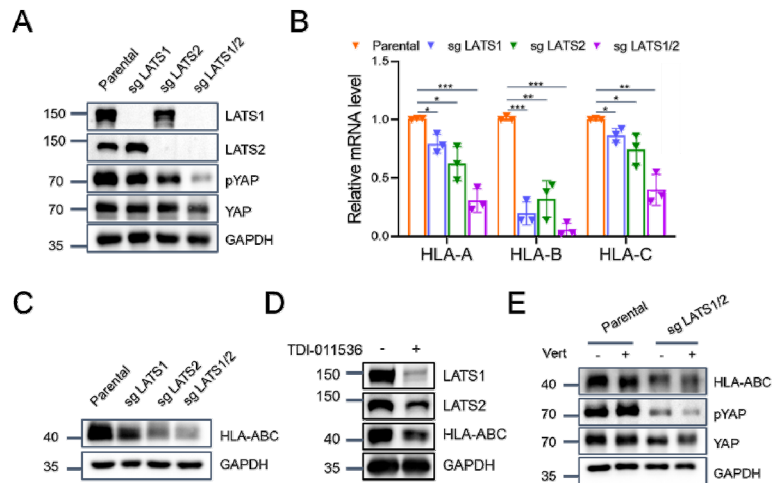 A
Parental
sg LATS1
sg LATS2
sg LATS1/2
150
LATS1
150
LATS2
70
pYAP
70
YAP
35
GAPDH
B
Parental sg LATS1 sg LATS2 sg LATS1/2
Relative mRNA level
1.5
1.0
0.5
0.0
*** *** **
* ** *
* *** *
HLA-A HLA-B HLA-C
C
Parental
sg LATS1
sg LATS2
sg LATS1/2
40
HLA-ABC
35
GAPDH
D
TDI-011536 - +
150
LATS1
150
LATS2
40
HLA-ABC
35
GAPDH
E
Parental
sg LATS1/2
Vert - + - +
40
HLA-ABC
70
pYAP
70
YAP
35
GAPDH